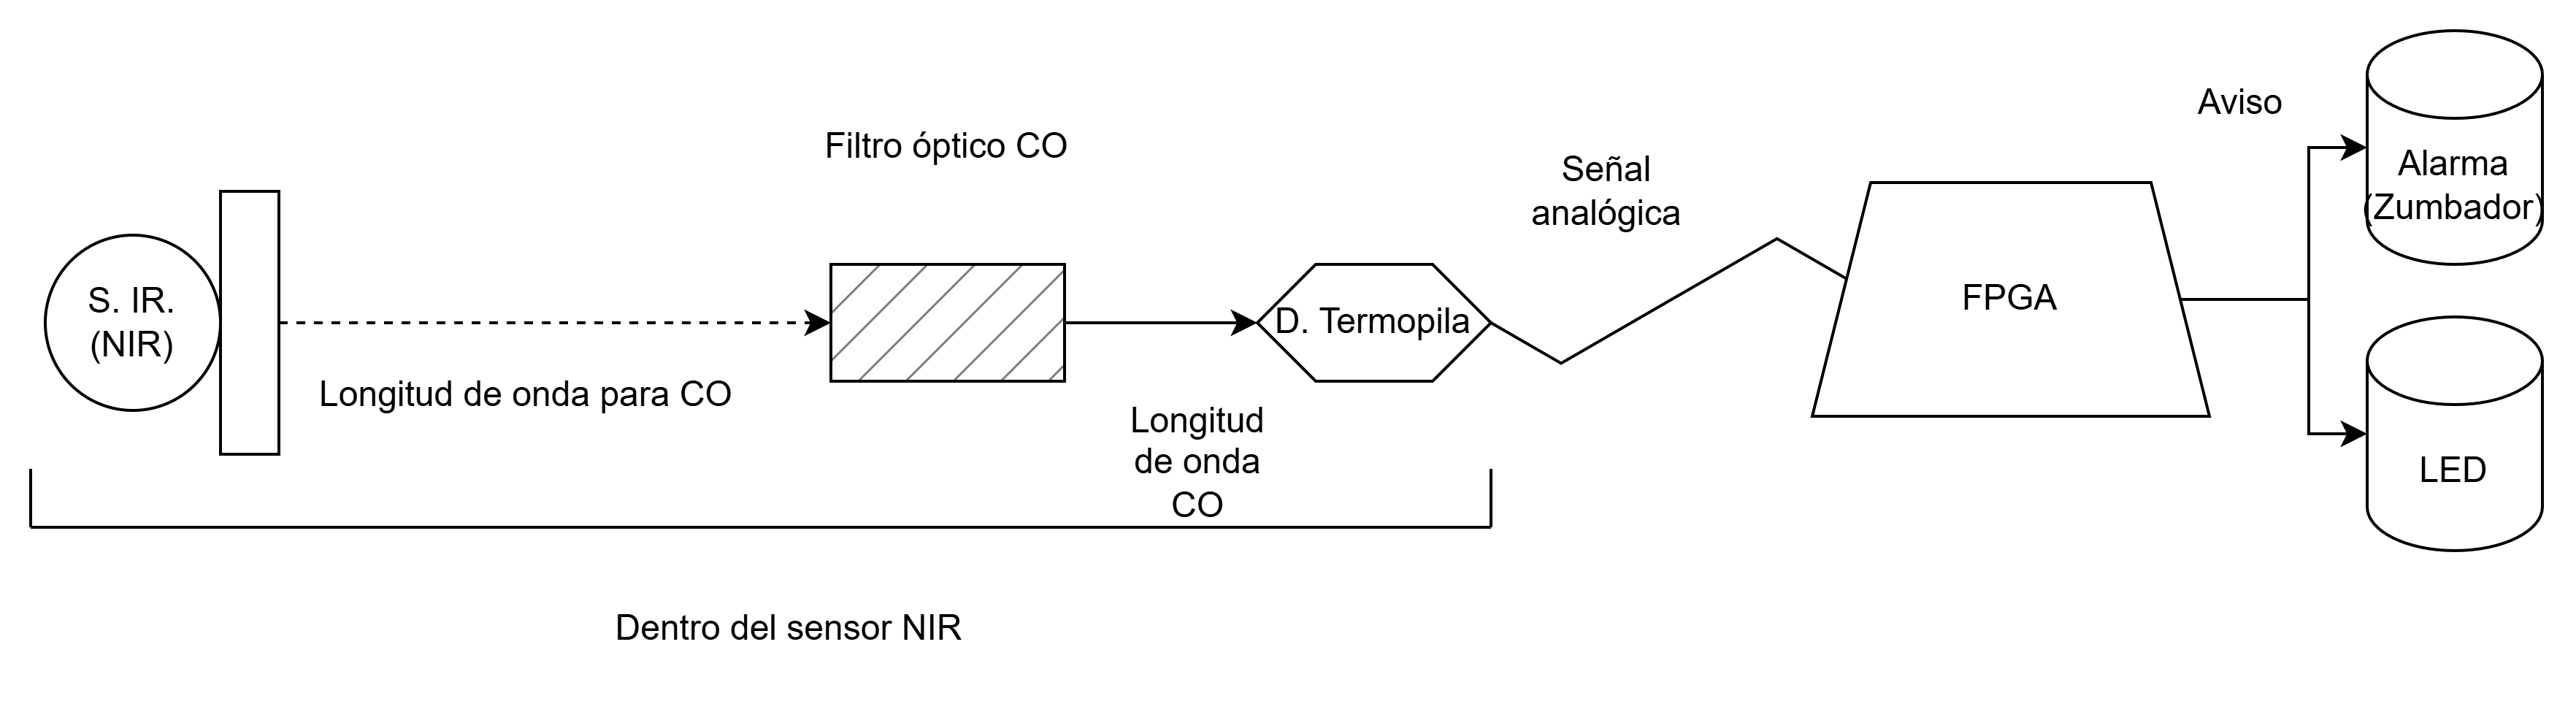 S. IR.
(NIR)
Longitud de onda para CO
Filtro óptico CO
Longitud
de onda
CO
D. Termopila
Señal
analógica
FPGA
Aviso
Alarma
(Zumbador)
LED
Dentro del sensor NIR